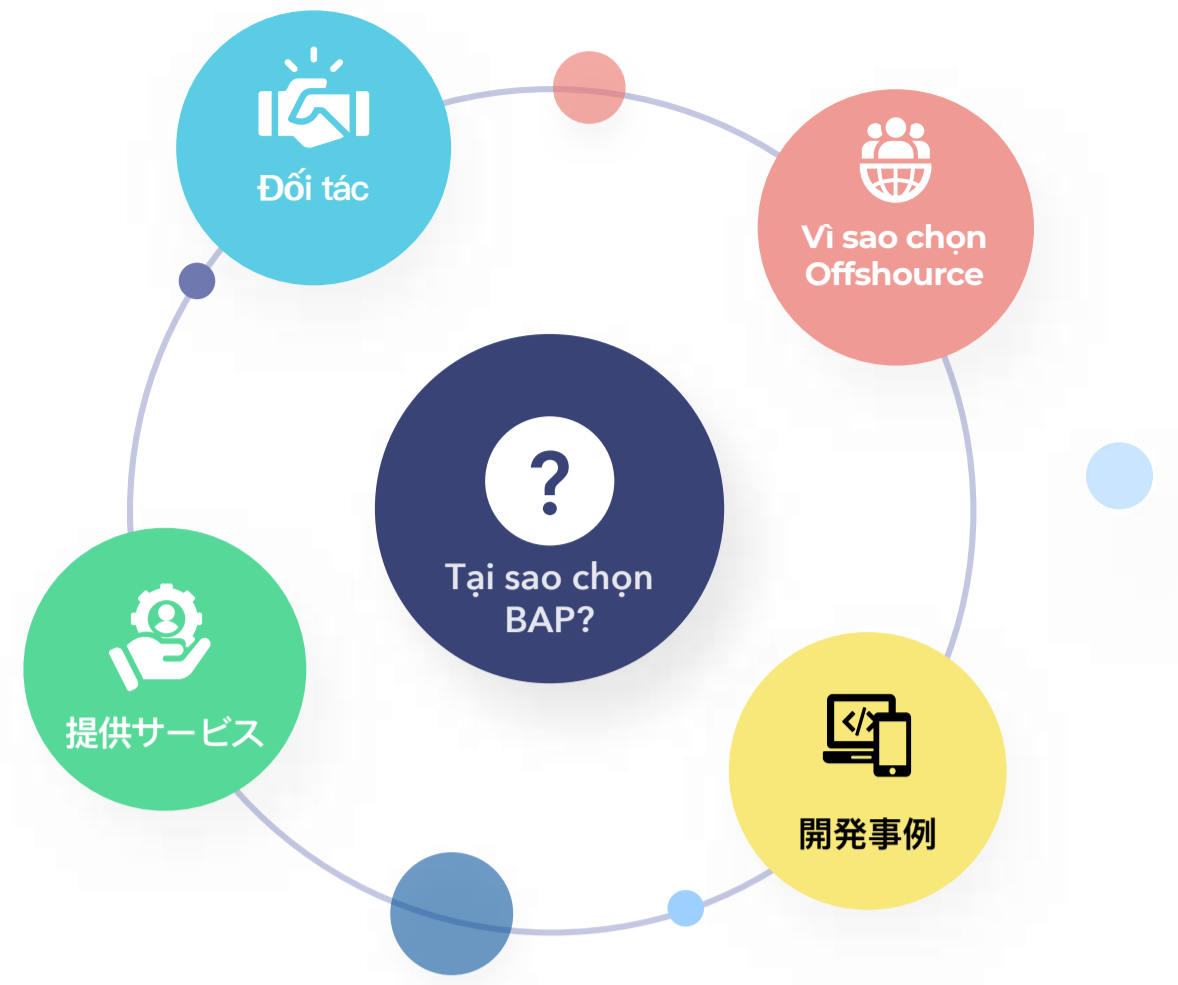 Đối tác
Vì sao chọn
Offshource
?
Tại sao chọn
BAP?
提供サービス
</>
開発事例